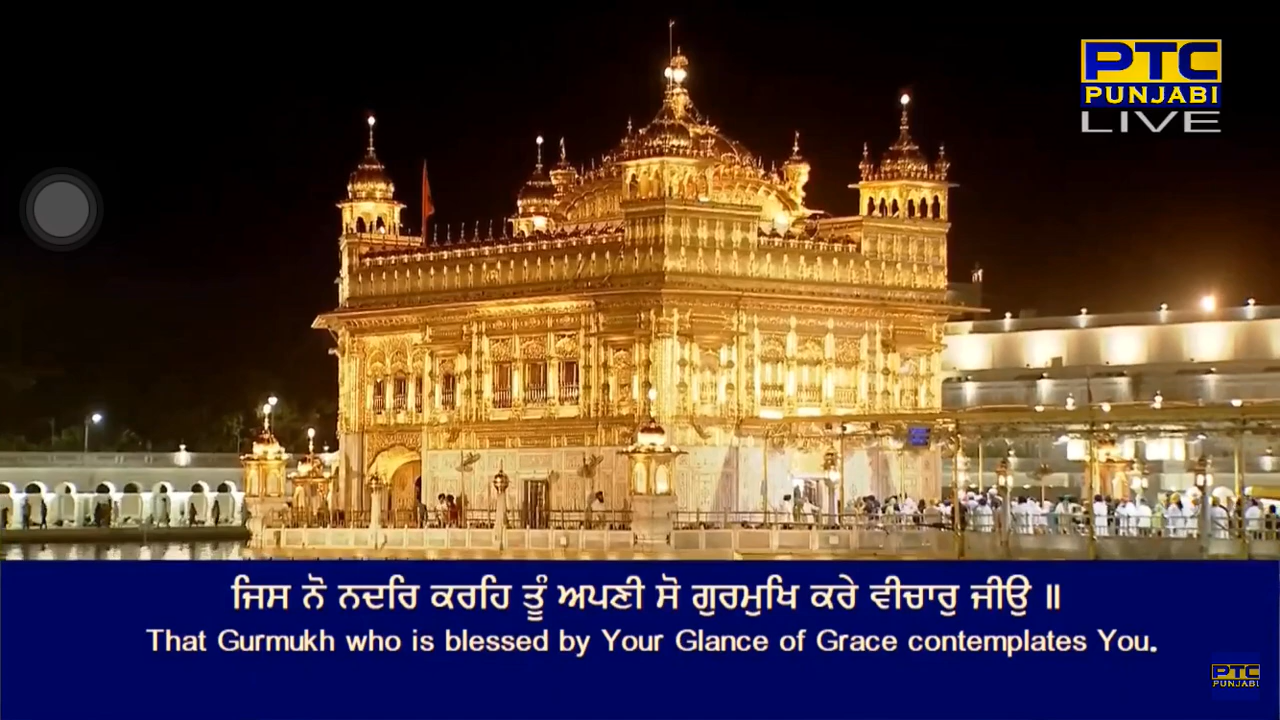 PTC
PUNJABI
LIVE
ਜਿਸ ਨੋ ਨਦਰਿ ਕਰਹਿ ਤੂੰ ਅਪਣੀ ਸੋ ਗੁਰਮੁਖਿ ਕਰੇ ਵੀਚਾਰੁ ਜੀਉ ॥
That Gurmukh who is blessed by Your Glance of Grace contemplates You.
PTC
PUNJABI